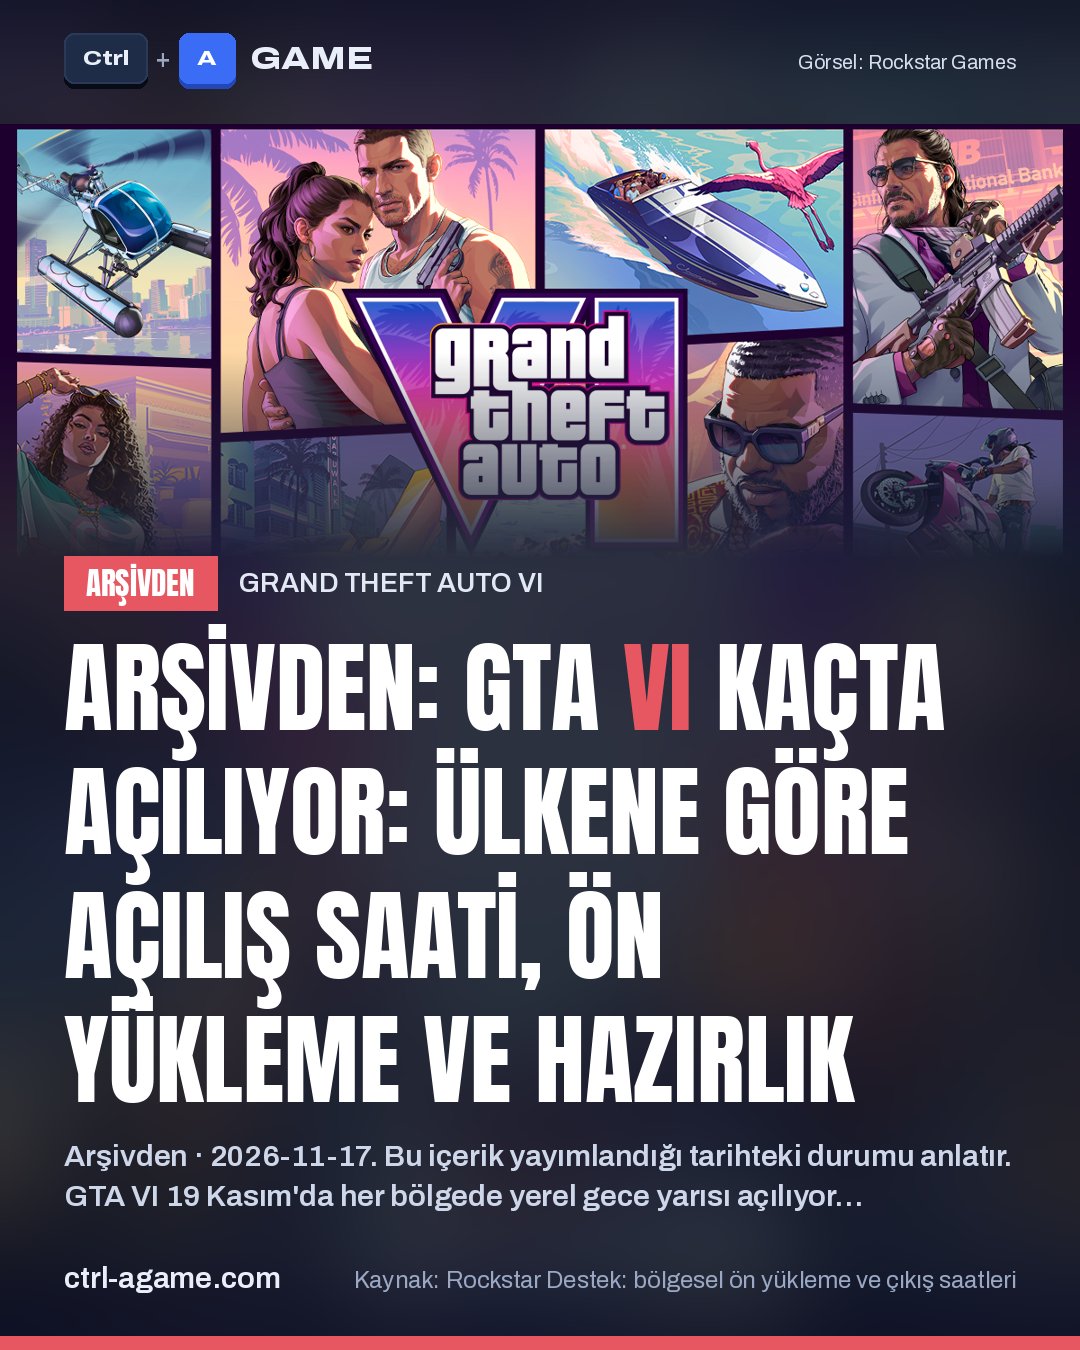 Ctrl + A GAME
Görsel: Rockstar Games
grand
theft
auto
VI
ARŞİVDEN
GRAND THEFT AUTO VI
ARŞİVDEN: GTA VI KAÇTA
AÇILIYOR: ÜLKENE GÖRE
AÇILIŞ SAATİ, ÖN
YÜKLEME VE HAZIRLIK
Arşivden · 2026-11-17. Bu içerik yayımlandığı tarihteki durumu anlatır.
GTA VI 19 Kasım'da her bölgede yerel gece yarısı açılıyor…
ctrl-agame.com
Kaynak: Rockstar Destek: bölgesel ön yükleme ve çıkış saatleri